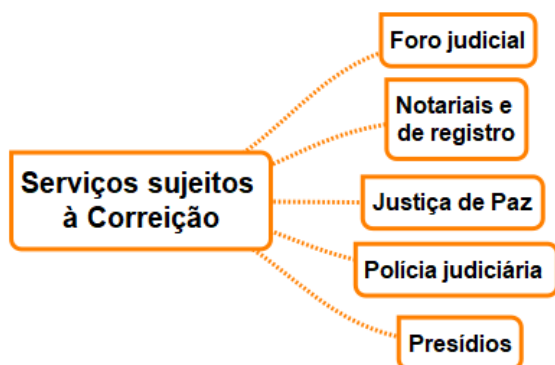 Foro judicial
Notariais e
de registro
Serviços sujeitos
à Correição
Justiça de Paz
Polícia judiciária
Presídios